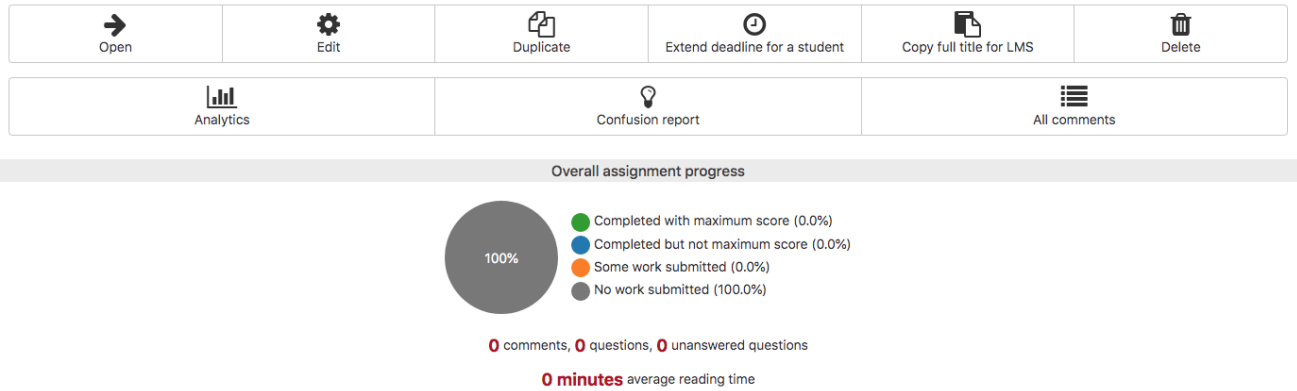 Open Edit Duplicate Extend deadline for a student Copy full title for LMS Delete
Analytics Confusion report All comments
Overall assignment progress
100%
Completed with maximum score (0.0%)
Completed but not maximum score (0.0%)
Some work submitted (0.0%)
No work submitted (100.0%)
0 comments, 0 questions, 0 unanswered questions
0 minutes average reading time